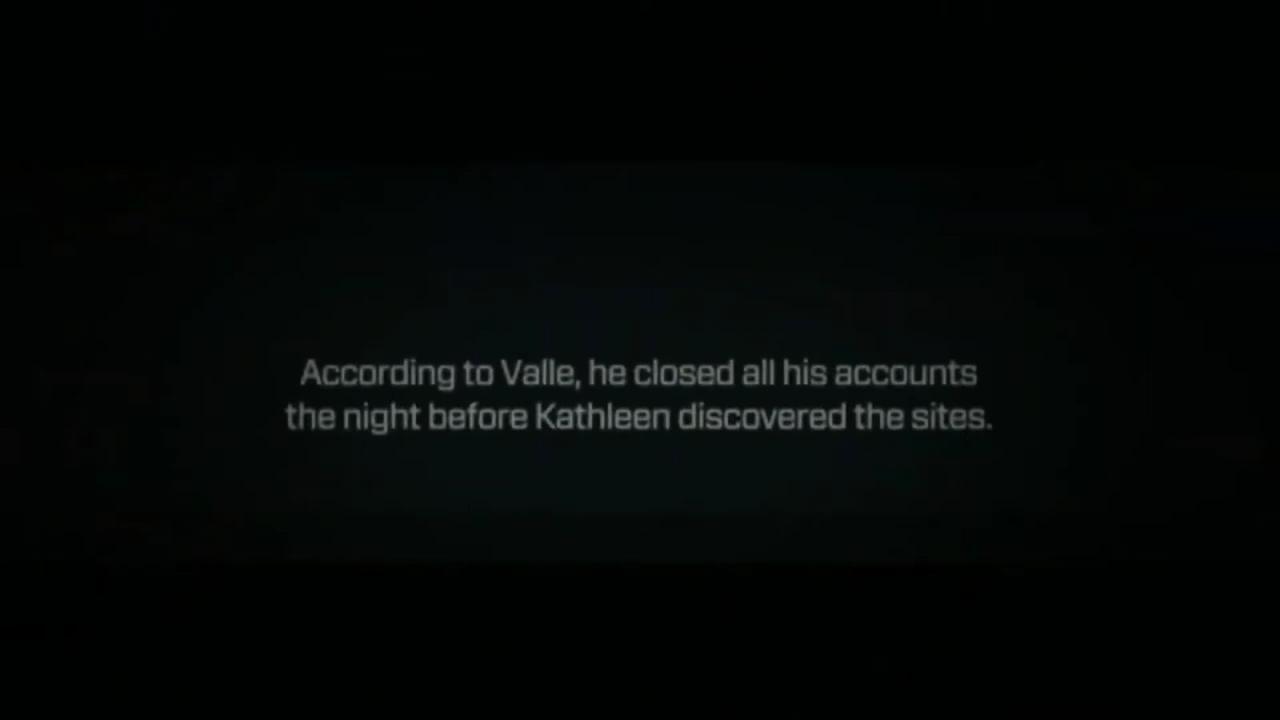 According to Valle, he closed all his accounts
the night before Kathleen discovered the sites.